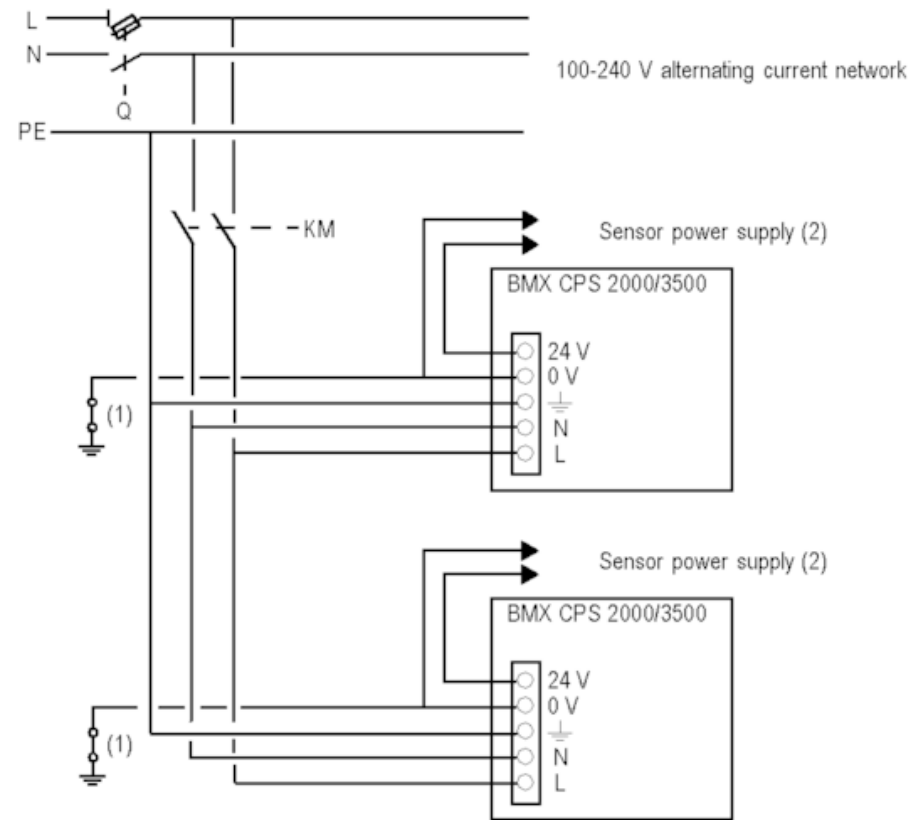 L
N
100-240 V alternating current network
Q
PE
KM
Sensor power supply (2)
BMX CPS 2000/3500
24 V
0 V
(1)
N
L
Sensor power supply (2)
BMX CPS 2000/3500
24 V
0 V
(1)
N
L